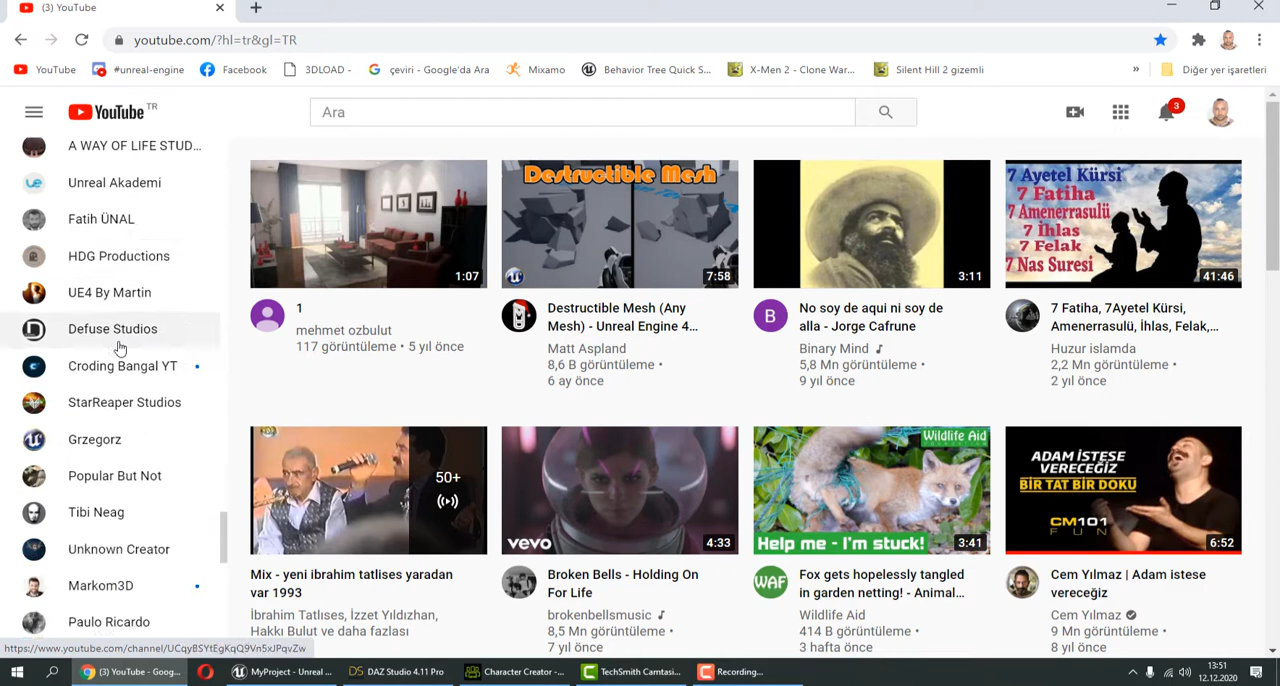 (3) YouTube
youtube.com/?hl=tr&gl=TR
YouTube
#unreal-engine
Facebook
3DLOAD -
çeviri - Google'da Ara
Mixamo
Behavior Tree Quick S...
X-Men 2 - Clone War...
Silent Hill 2 gizemli
»
Diğer yer işaretleri
YouTube TR
Ara
3
A WAY OF LIFE STUD...
Unreal Akademi
Fatih ÜNAL
HDG Productions
UE4 By Martin
Defuse Studios
Croding Bangal YT
StarReaper Studios
Grzegorz
Popular But Not
Tibi Neag
Unknown Creator
Markom3D
Paulo Ricardo
1:07
1
mehmet ozbulut
117 görüntüleme • 5 yıl önce
Destructible Mesh
7:58
Destructible Mesh (Any
Mesh) - Unreal Engine 4...
Matt Aspland
8,6 B görüntüleme •
6 ay önce
3:11
B
No soy de aqui ni soy de
alla - Jorge Cafrune
Binary Mind
5,8 Mn görüntüleme •
9 yıl önce
7 Ayetel Kürsi
7 Fatiha
7 Amenerrasulü
7 İhlas
7 Felak
7 Nas Suresi
41:46
7 Fatiha, 7Ayetel Kürsi,
Amenerrasulu, İhlas, Felak,...
Huzur islamda
2,2 Mn görüntüleme •
2 yıl önce
50+
Mix - yeni ibrahim tatlises yaradan
var 1993
İbrahim Tatlıses, İzzet Yıldızhan,
Hakkı Bulut ve daha fazlası
vevo
4:33
Broken Bells - Holding On
For Life
brokenbellsmusic
8,5 Mn görüntüleme •
7 yıl önce
Wildlife Aid
Help me - I'm stuck!
3:41
WAF
Fox gets hopelessly tangled
in garden netting! - Animal...
Wildlife Aid
414 B görüntüleme •
3 hafta önce
ADAM İSTESE
VERECEĞİZ
BİR TAT BİR DOKU
CM101
FUN
6:52
Cem Yılmaz | Adam istese
vereceğiz
Cem Yılmaz
9 Mn görüntüleme •
8 yıl önce
https://www.youtube.com/channel/UCqyBSYtEgKqQ9Vn5xJPqvZw
(3) YouTube - Goog...
MyProject - Unreal ...
DS
DAZ Studio 4.11 Pro
Character Creator -...
TechSmith Camtasi...
Recording...
13:51
12.12.2020